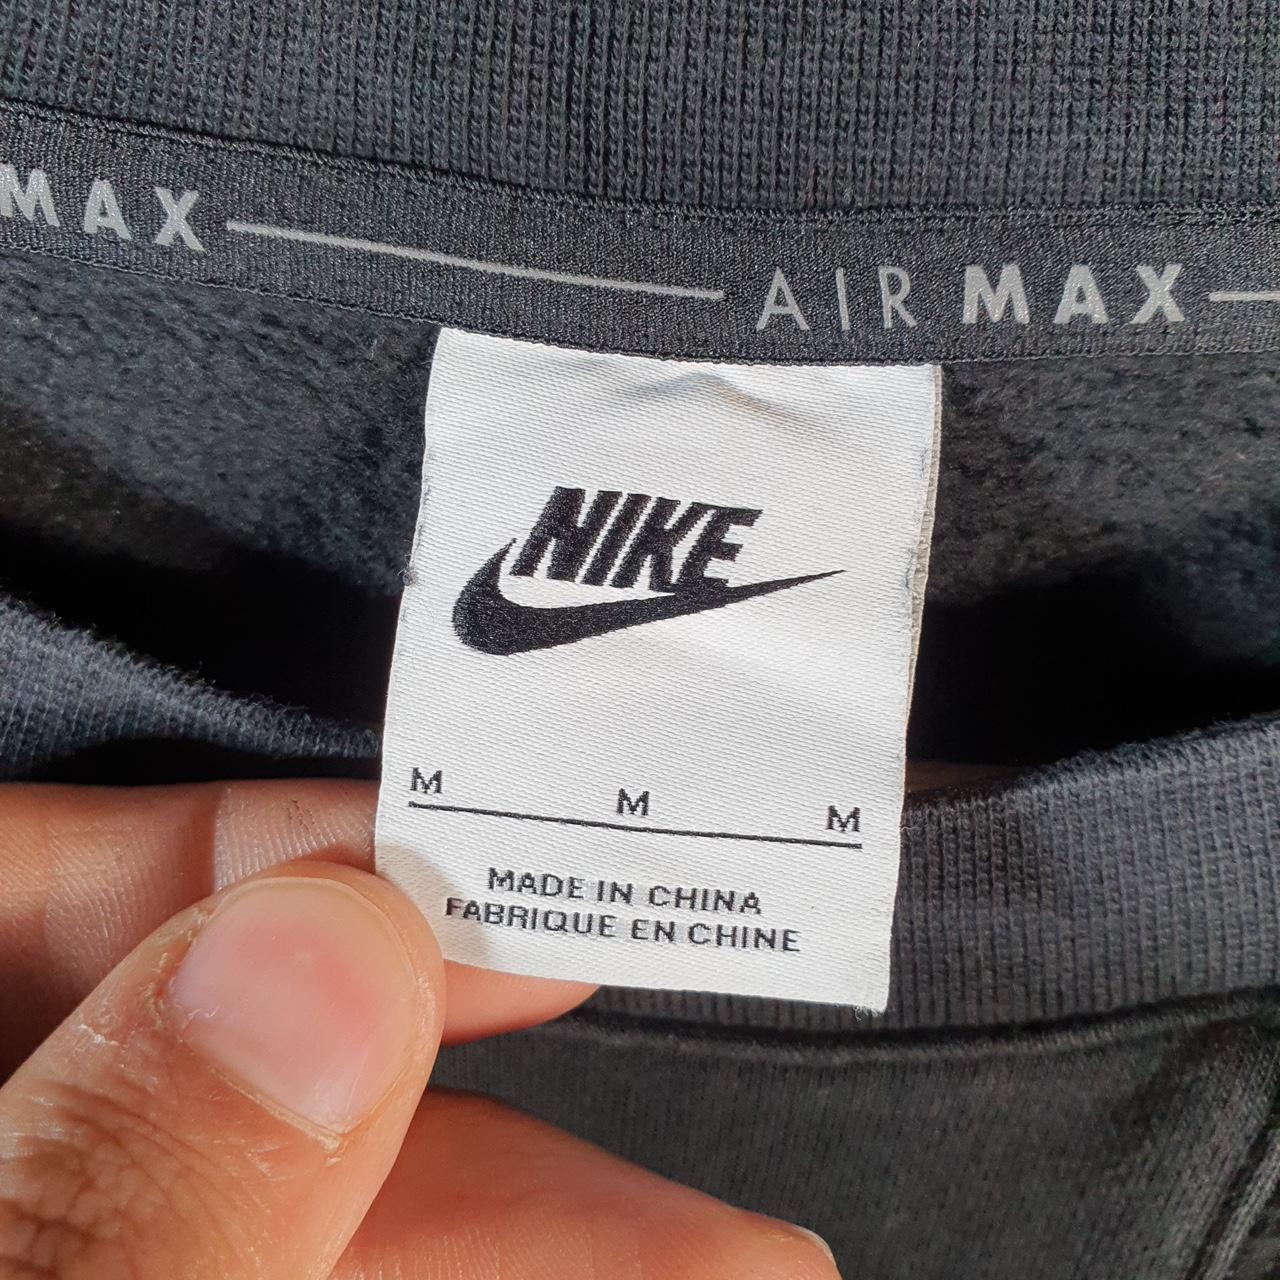 MAX AIR MAX
NIKE
M M M
MADE IN CHINA
FABRIQUE EN CHINE